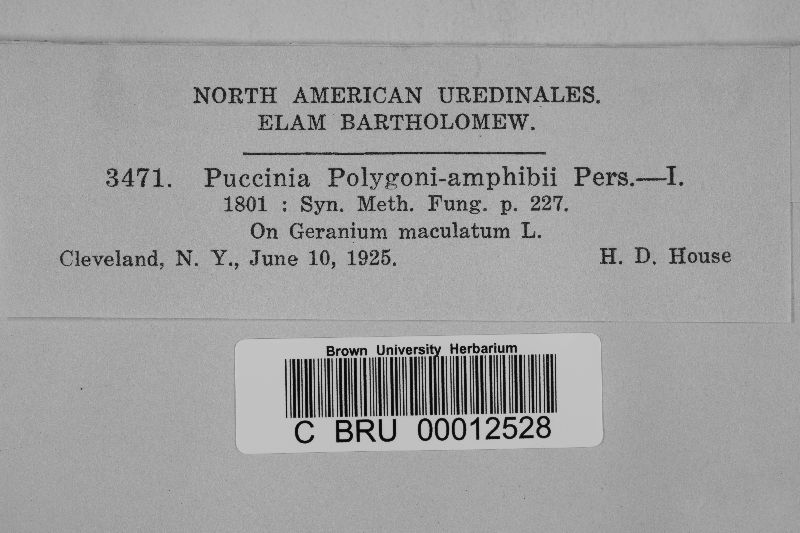 NORTH AMERICAN UREDINALES.
ELAM BARTHOLOMEW.
3471. Puccinia Polygoni-amphibii Pers.—I.
1801 : Syn. Meth. Fung. p. 227.
On Geranium maculatum L.
Cleveland, N. Y., June 10, 1925. H. D. House
Brown University Herbarium
C BRU 00012528